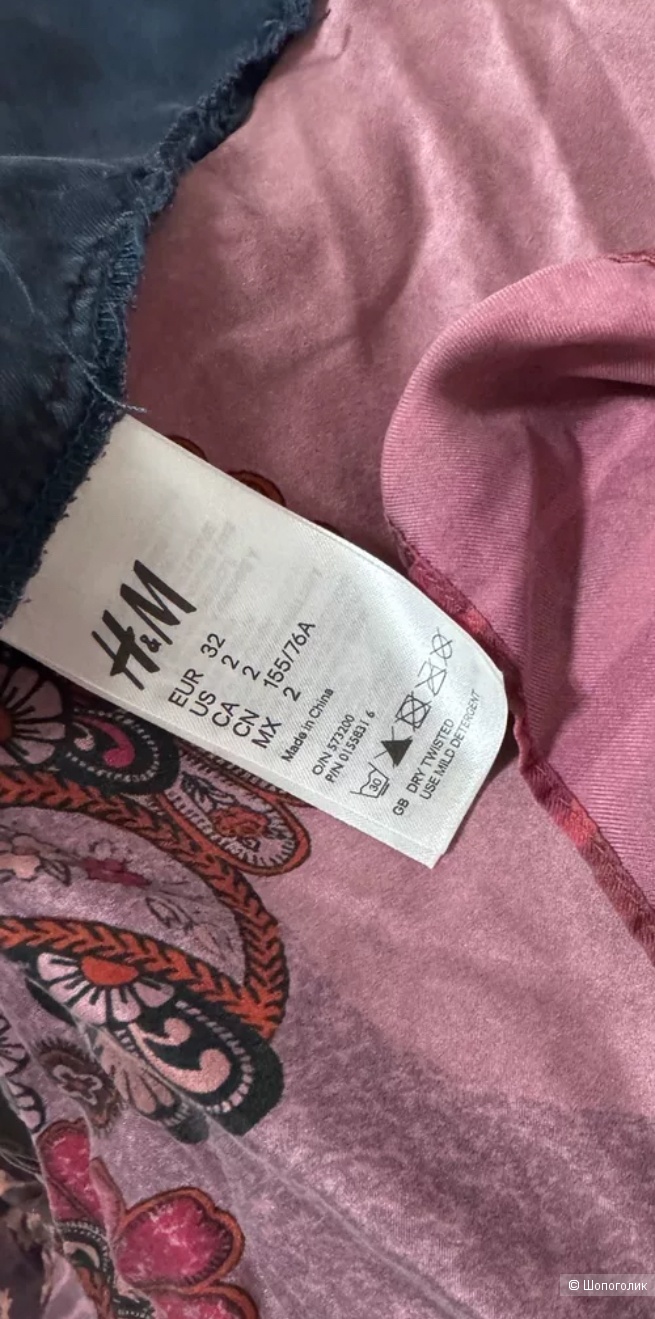 H&M
EUR 32
US 2
CA 2
CN 155/76A
MX 2
Made in China
O/N 573200
P/N 0155831 6
30
GB DRY TWISTED
USE MILD DETERGENT
© Шопоголик